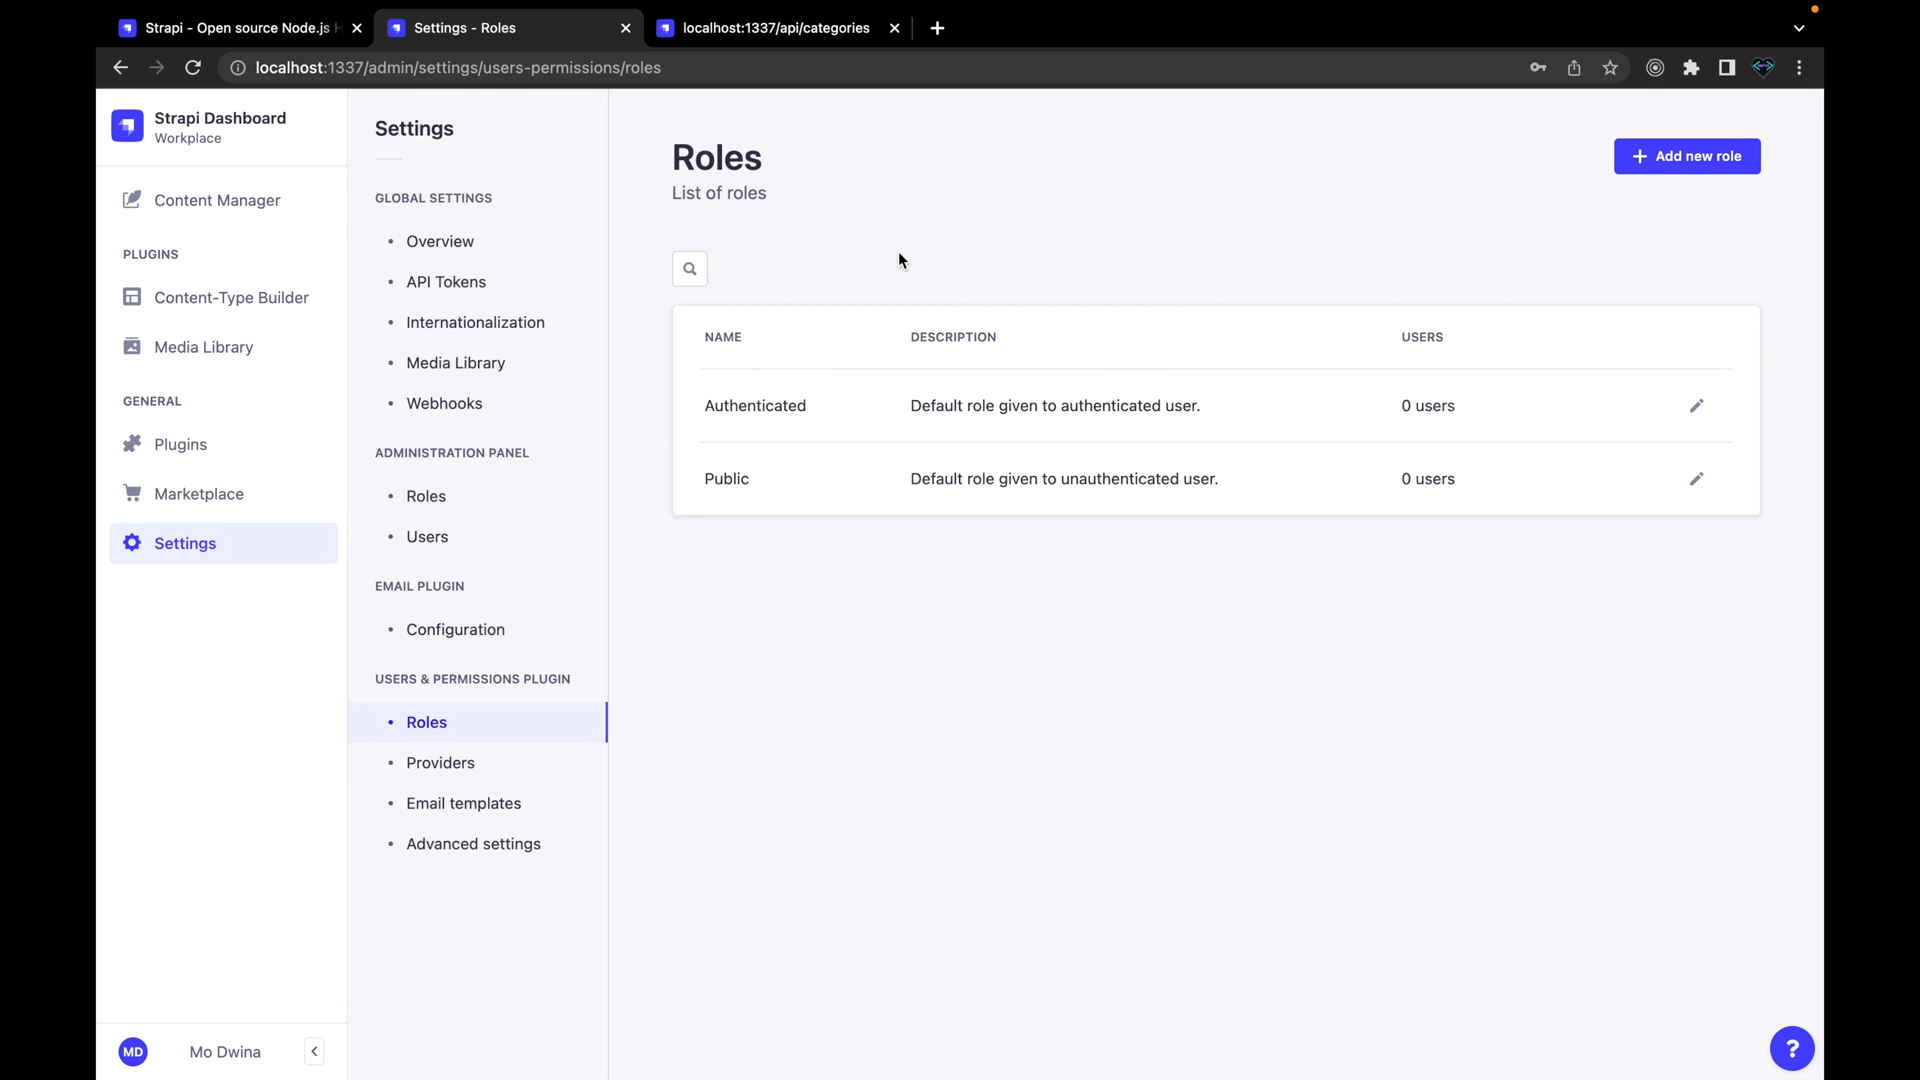 Strapi - Open source Node.js
Settings - Roles
localhost:1337/api/categories
localhost:1337/admin/settings/users-permissions/roles
Strapi Dashboard
Workplace
Content Manager
PLUGINS
Content-Type Builder
Media Library
GENERAL
Plugins
Marketplace
Settings
MD
Mo Dwina
Settings
GLOBAL SETTINGS
Overview
API Tokens
Internationalization
Media Library
Webhooks
ADMINISTRATION PANEL
Roles
Users
EMAIL PLUGIN
Configuration
USERS & PERMISSIONS PLUGIN
Roles
Providers
Email templates
Advanced settings
Roles
List of roles
Add new role
NAME DESCRIPTION USERS
Authenticated Default role given to authenticated user. 0 users
Public Default role given to unauthenticated user. 0 users
?